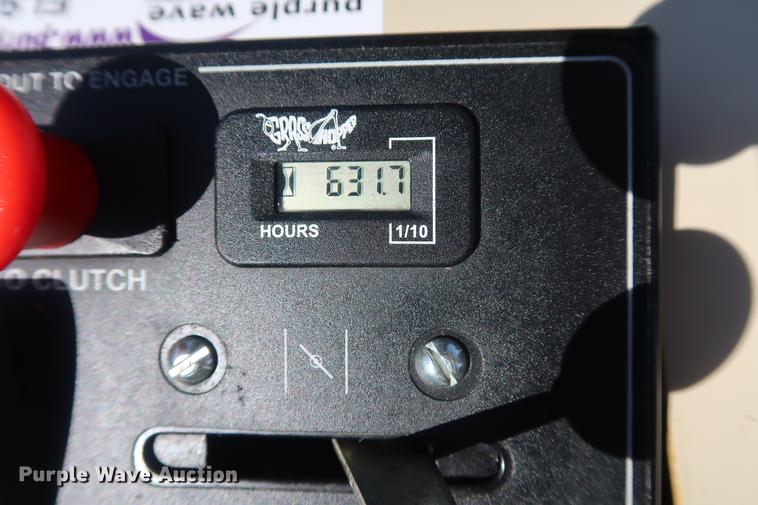 purple wave
OUT TO ENGAGE
GRASSHOPPER
631.7
HOURS
1/10
CLUTCH
Purple Wave Auction